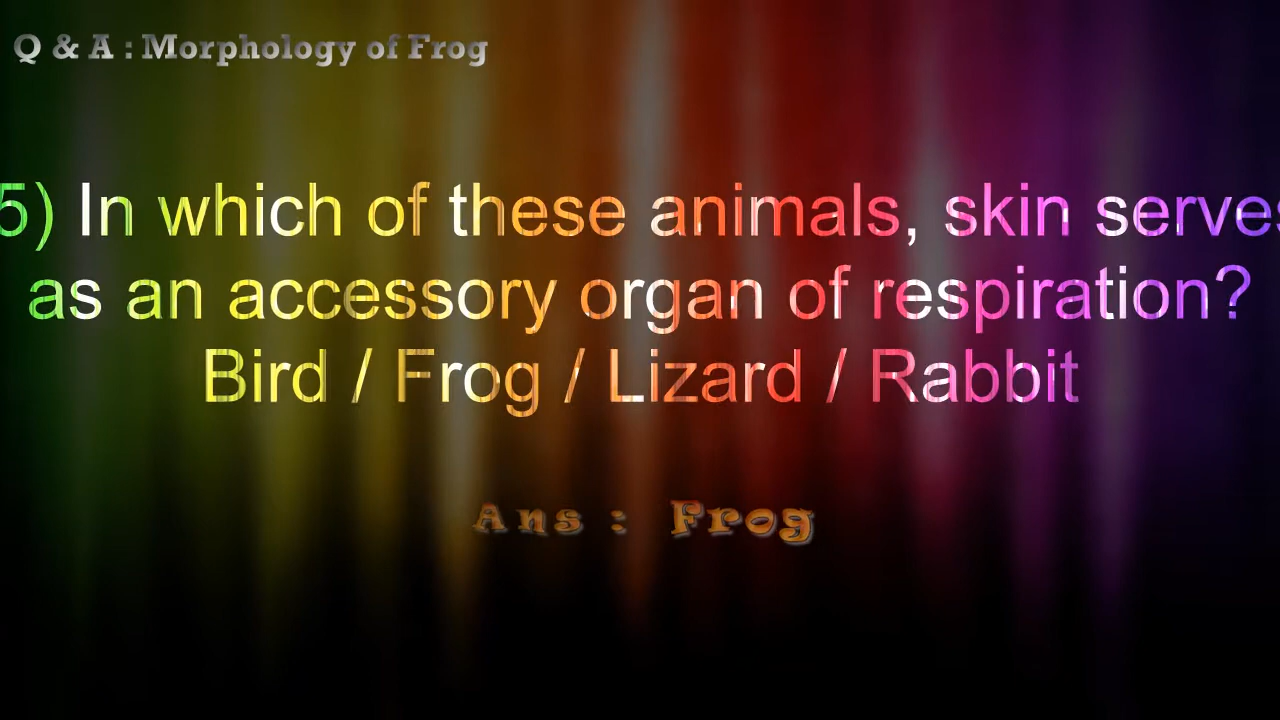 Q & A : Morphology of Frog
5) In which of these animals, skin serves
as an accessory organ of respiration?
Bird / Frog / Lizard / Rabbit
Ans : Frog